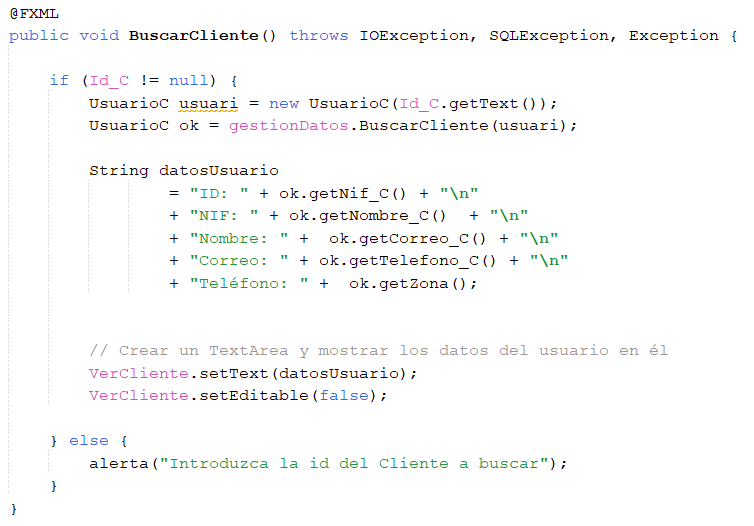 @FXML
public void BuscarCliente() throws IOException, SQLException, Exception {
if (Id_C != null) {
UsuarioC usuari = new UsuarioC(Id_C.getText());
UsuarioC ok = gestionDatos.BuscarCliente(usuari);
String datosUsuario
= "ID: " + ok.getNif_C() + "\n"
+ "NIF: " + ok.getNombre_C()  + "\n"
+ "Nombre: " +  ok.getCorreo_C() + "\n"
+ "Correo: " + ok.getTelefono_C() + "\n"
+ "Teléfono: " +  ok.getZona();
// Crear un TextArea y mostrar los datos del usuario en él
VerCliente.setText(datosUsuario);
VerCliente.setEditable(false);
} else {
alerta("Introduzca la id del Cliente a buscar");
}
}